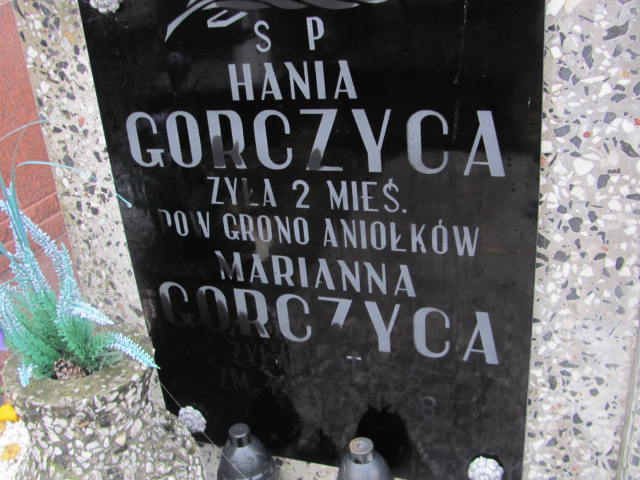 S P
HANIA
GORCZYCA
ŻYŁA 2 MIEŚ.
POW GRONO ANIOŁKÓW
MARIANNA
GORCZYCA